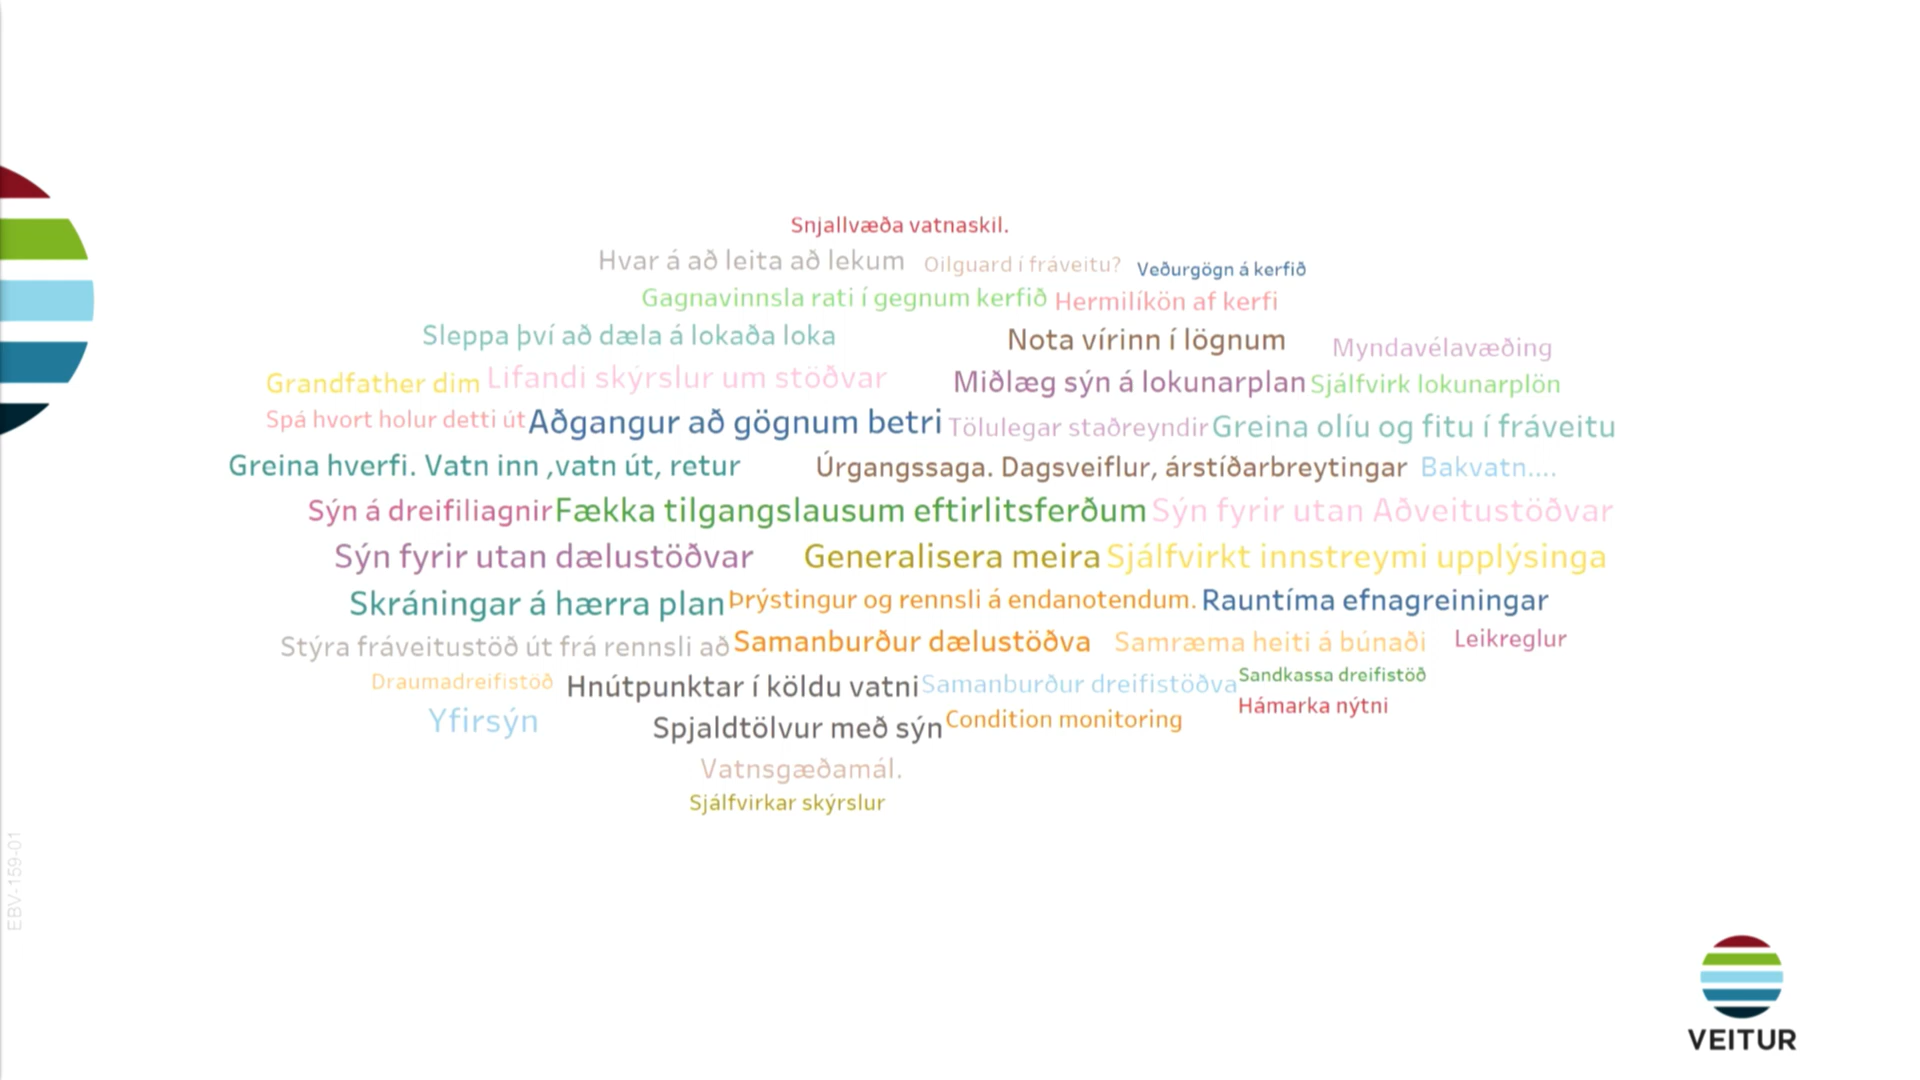 Snjallvæða vatnaskil.
Hvar á að leita að lekum Oilguard í fráveitu? Veðurgögn á kerfið
Gagnavinnsla rati í gegnum kerfið Hermilíkön af kerfi
Sleppa því að dæla á lokaða loka Nota vírinn í lögnum Myndavélavæðing
Grandfather dim Lifandi skýrslur um stöðvar Miðlæg sýn á lokunarplan Sjálfvirk lokunarplön
Spá hvort holur detti út Aðgangur að gögnum betri Tölulegar staðreyndir Greina olíu og fitu í fráveitu
Greina hverfi. Vatn inn ,vatn út, retur Úrgangssaga. Dagsveiflur, árstíðarbreytingar Bakvatn....
Sýn á dreifiliagnir Fækka tilgangslausum eftirlitsferðum Sýn fyrir utan Aðveitustöðvar
Sýn fyrir utan dælustöðvar Generalisera meira Sjálfvirkt innstreymi upplýsinga
Skráningar á hærra plan Þrýstingur og rennsli á endanotendum. Rauntíma efnagreiningar
Stýra fráveitustöð út frá rennsli að Samanburður dælustöðva Samræma heiti á búnaði Leikreglur
Draumadreifistöð Hnútpunktar í köldu vatni Samanburður dreifistöðva Sandkassa dreifistöð
Yfirsýn Spjaldtölvur með sýn Condition monitoring Hámarka nýtni
Vatnsgæðamál.
Sjálfvirkar skýrslur
EBV-159-01
VEITUR